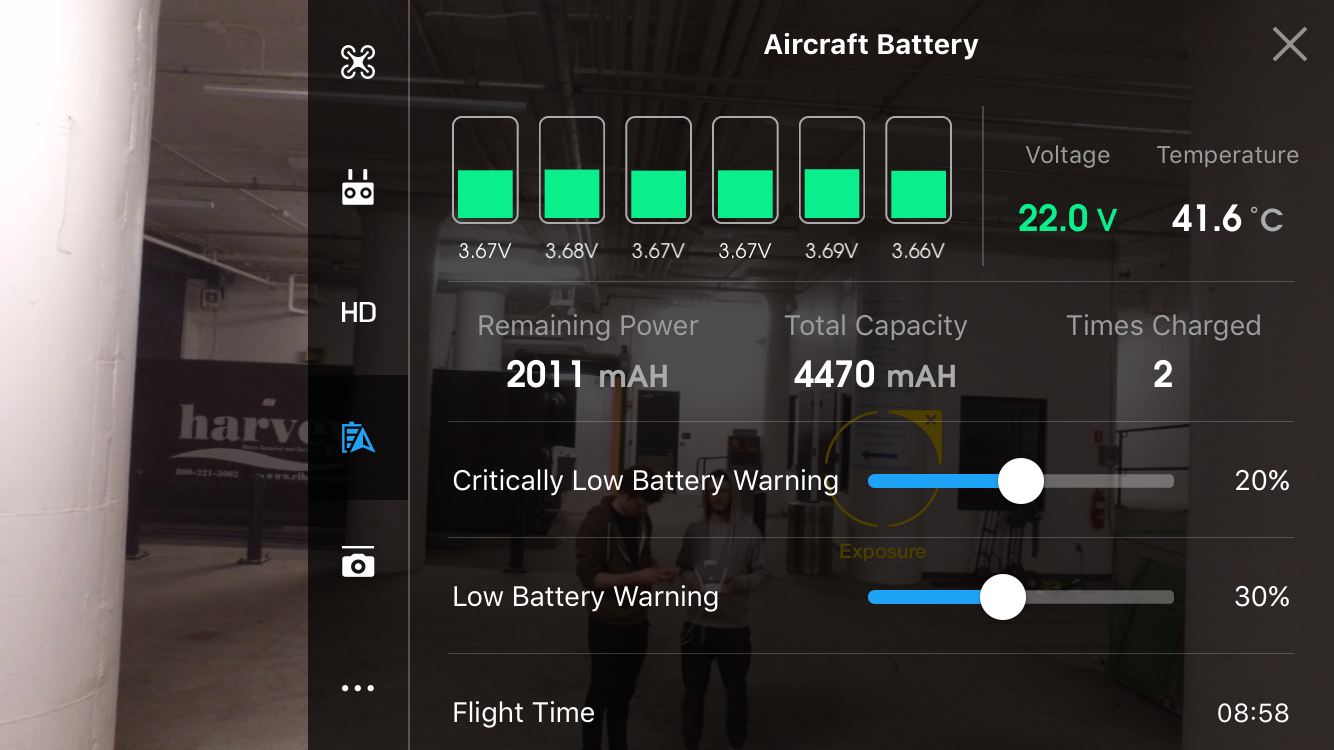 Aircraft Battery
Voltage Temperature
22.0 V 41.6 °C
3.67V 3.68V 3.67V 3.67V 3.69V 3.66V
Remaining Power Total Capacity Times Charged
2011 mAH 4470 mAH 2
HD
harve
800-221-2002
Critically Low Battery Warning 20%
Exposure
Low Battery Warning 30%
Flight Time 08:58